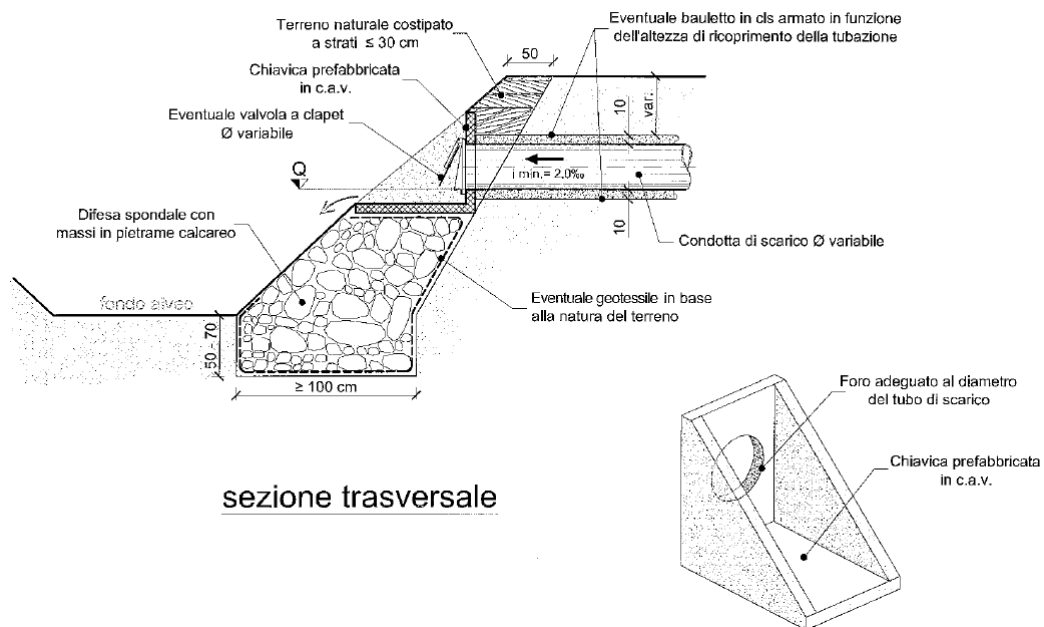 Terreno naturale costipato
a strati ≤ 30 cm
Chiavica prefabbricata
in c.a.v.
Eventuale valvola a clapet
Ø variabile
Q
Difesa spondale con
massi in pietrame calcareo
fondo alveo
50 - 70
≥ 100 cm
50
Eventuale bauletto in cls armato in funzione
dell'altezza di ricoprimento della tubazione
10
var.
i min.= 2,0‰
10
Condotta di scarico Ø variabile
Eventuale geotessile in base
alla natura del terreno
sezione trasversale
Foro adeguato al diametro
del tubo di scarico
Chiavica prefabbricata
in c.a.v.